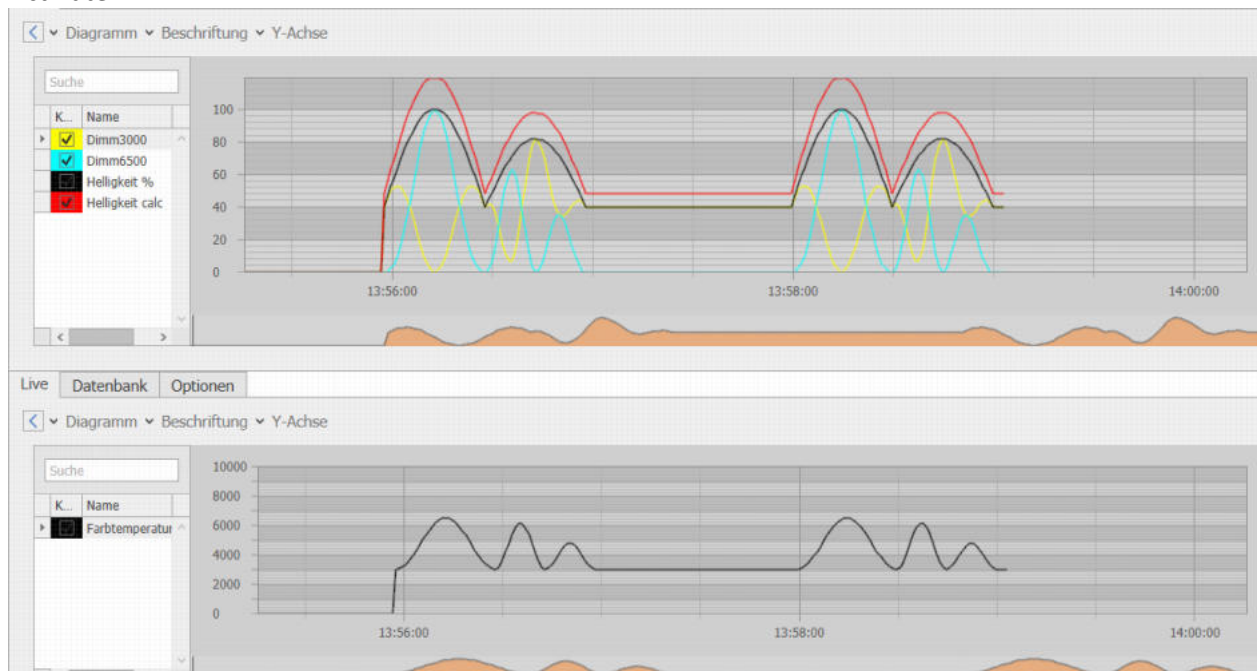 Diagramm Beschriftung Y-Achse
Suche
K... Name
Dimm3000
Dimm6500
Helligkeit %
Helligkeit calc
100
80
60
40
20
0
13:56:00 13:58:00 14:00:00
Live Datenbank Optionen
Diagramm Beschriftung Y-Achse
Suche
K... Name
Farbtemperatur
10000
8000
6000
4000
2000
0
13:56:00 13:58:00 14:00:00